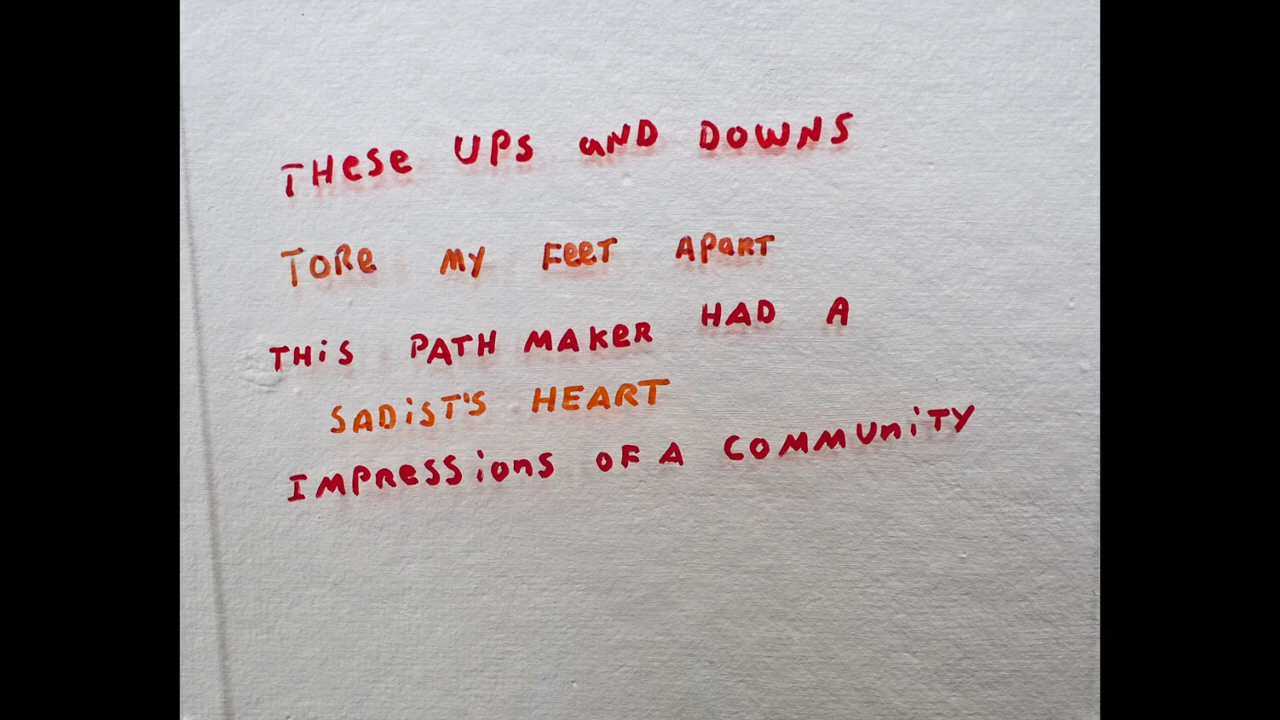 THese UPs aND DOWNS
TORe MY FeeT APaRT
THiS PATH MAKeR HAD A
SADiST'S HEART
IMPReSSionS OF A COMMUniTY